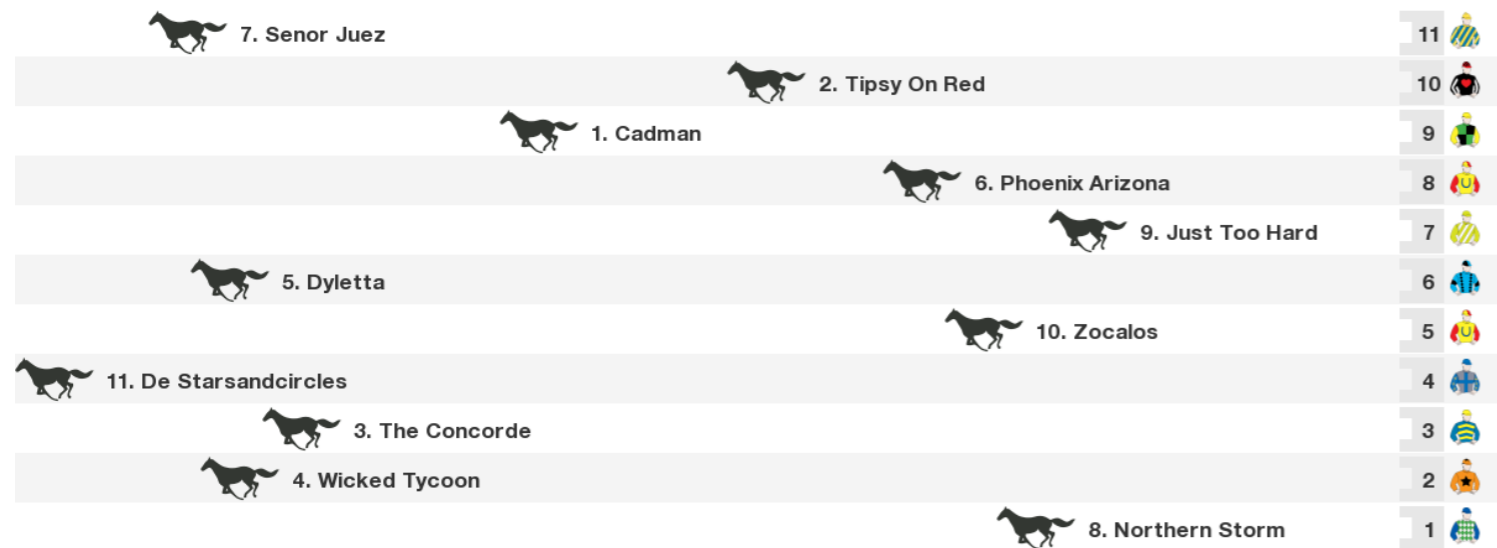 7. Senor Juez 11
2. Tipsy On Red 10
1. Cadman 9
6. Phoenix Arizona 8
9. Just Too Hard 7
5. Dyletta 6
10. Zocalos 5
11. De Starsandcircles 4
3. The Concorde 3
4. Wicked Tycoon 2
8. Northern Storm 1